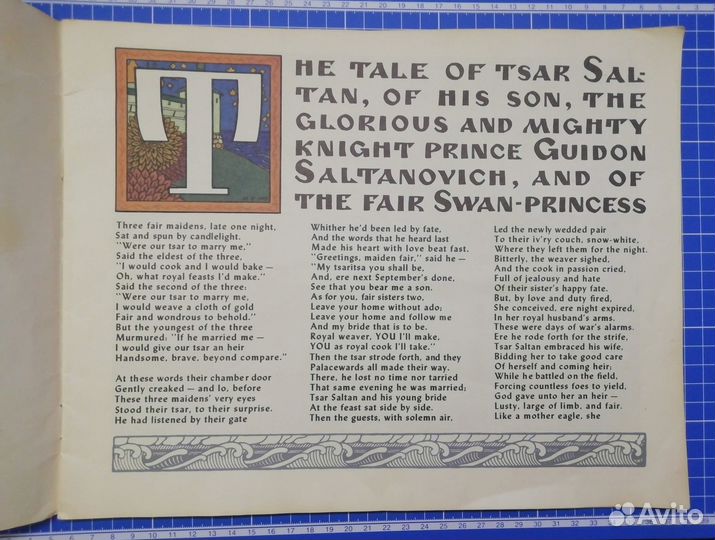 THE TALE OF TSAR SAL-
TAN, OF HIS SON, THE
GLORIOUS AND MIGHTY
KNIGHT PRINCE GUIDON
SALTANOVICH, AND OF
THE FAIR SWAN-PRINCESS
Three fair maidens, late one night,
Sat and spun by candlelight.
"Were our tsar to marry me."
Said the eldest of the three,
"I would cook and I would bake —
Oh, what royal feasts I'd make."
Said the second of the three:
"Were our tsar to marry me,
I would weave a cloth of gold
Fair and wondrous to behold."
But the youngest of the three
Murmured: "If he married me —
I would give our tsar an heir
Handsome, brave, beyond compare."
At these words their chamber door
Gently creaked — and lo, before
These three maidens' very eyes
Stood their tsar, to their surprise.
He had listened by their gate
Whither he'd been led by fate,
And the words that he heard last
Made his heart with love beat fast.
"Greetings, maiden fair," said he —
"My tsaritsa you shall be,
And, ere next September's done,
See that you bear me a son.
As for you, fair sisters two,
Leave your home without ado;
Leave your home and follow me
And my bride that is to be.
Royal weaver, YOU I'll make,
YOU as royal cook I'll take."
Then the tsar strode forth, and they
Palacewards all made their way.
There, he lost no time nor tarried
That same evening he was married;
Tsar Saltan and his young bride
At the feast sat side by side.
Then the guests, with solemn air,
Led the newly wedded pair
To their iv'ry couch, snow-white,
Where they left them for the night.
Bitterly, the weaver sighed,
And the cook in passion cried,
Full of jealousy and hate
Of their sister's happy fate.
But, by love and duty fired,
She conceived, ere night expired,
In her royal husband's arms.
These were days of war's alarms.
Ere he rode forth for the strife,
Tsar Saltan embraced his wife,
Bidding her to take good care
Of herself and coming heir;
While he battled on the field,
Forcing countless foes to yield,
God gave unto her an heir —
Lusty, large of limb, and fair.
Like a mother eagle, she
Avito